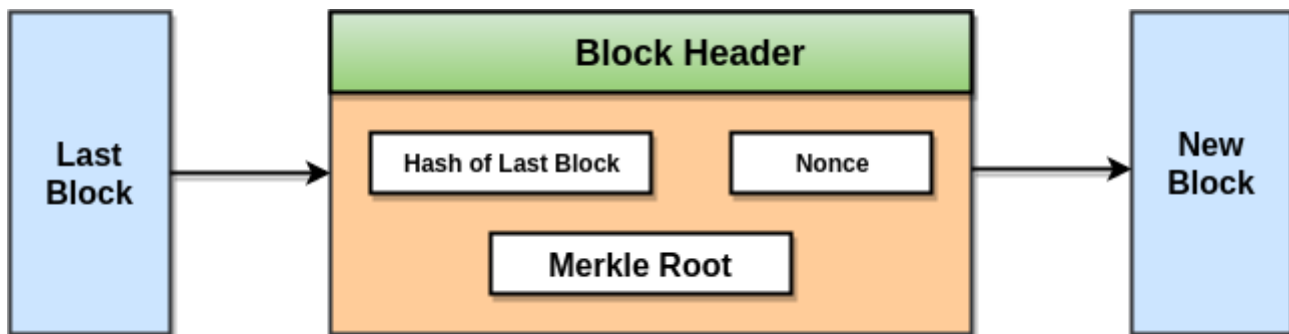 Last
Block
Block Header
Hash of Last Block
Nonce
Merkle Root
New
Block